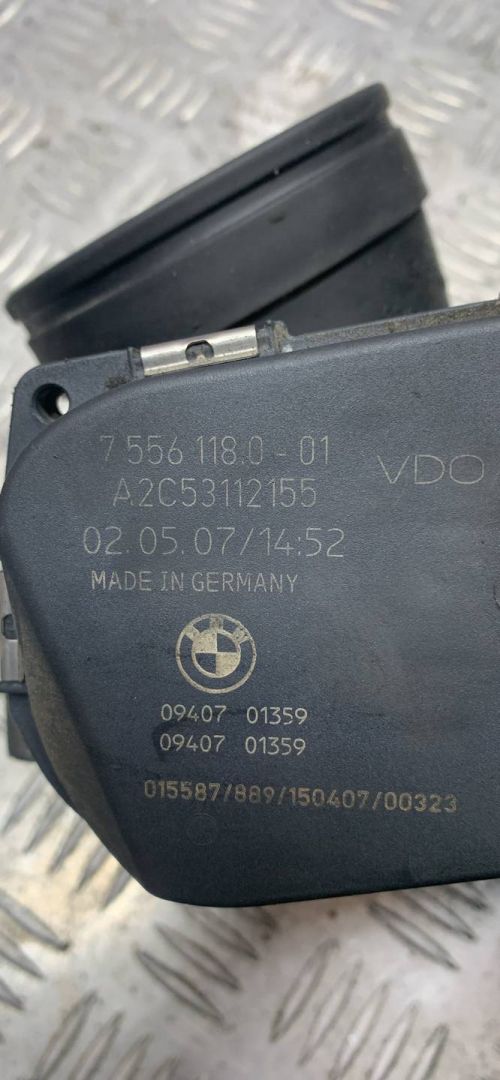 7 556 118.0 - 01
VDO
A2C53112155
02.05.07/14:52
MADE IN GERMANY
BMW
09407 01359
09407 01359
015587/889/150407/00323